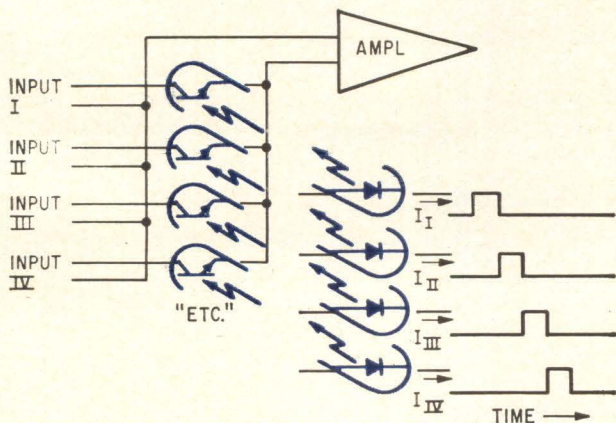 AMPL
INPUT
I
INPUT
II
INPUT
III
INPUT
IV
"ETC."
I_I
I_II
I_III
I_IV
TIME